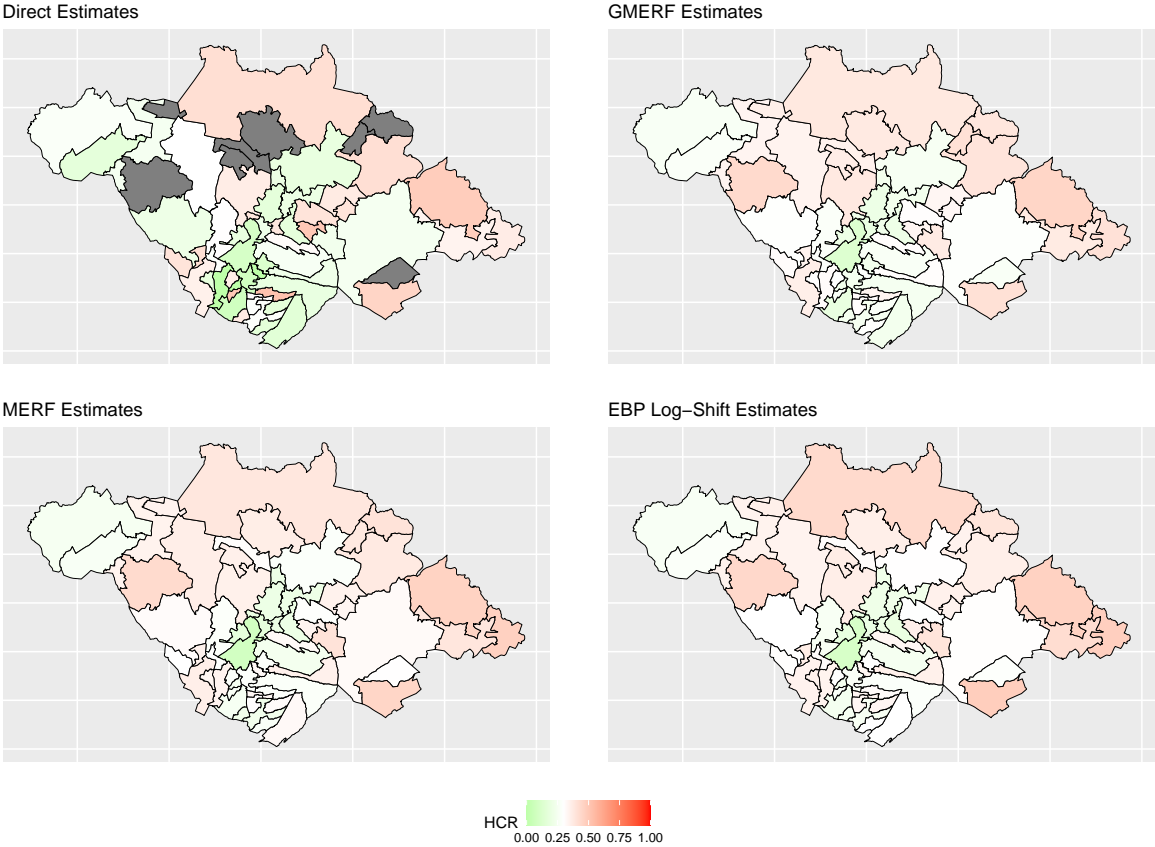 Direct Estimates
GMERF Estimates
MERF Estimates
EBP Log−Shift Estimates
HCR
0.00 0.25 0.50 0.75 1.00